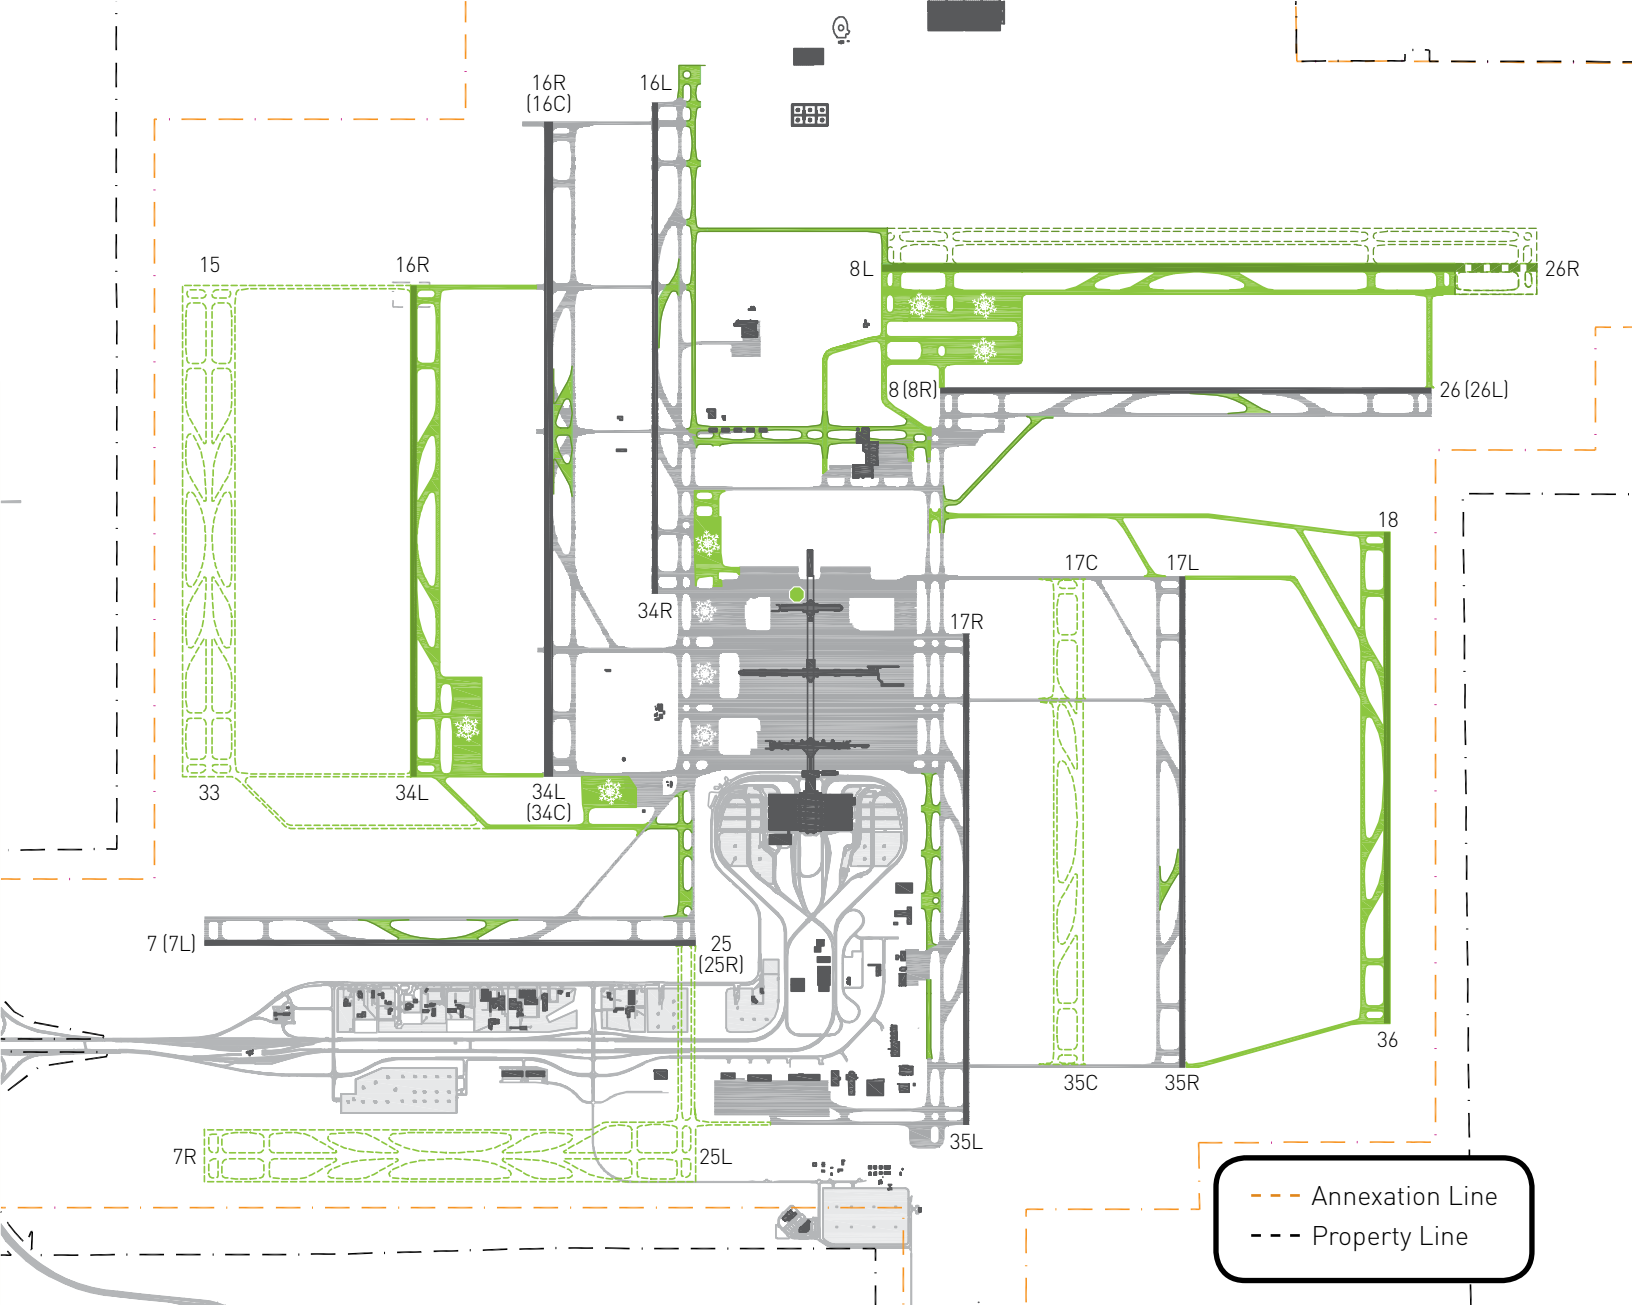 16R
(16C)
16L
15
16R
8L
26R
8 (8R)
26 (26L)
18
17C
17L
34R
17R
33
34L
34L
(34C)
7 (7L)
25
(25R)
36
35C
35R
35L
7R
25L
Annexation Line
Property Line